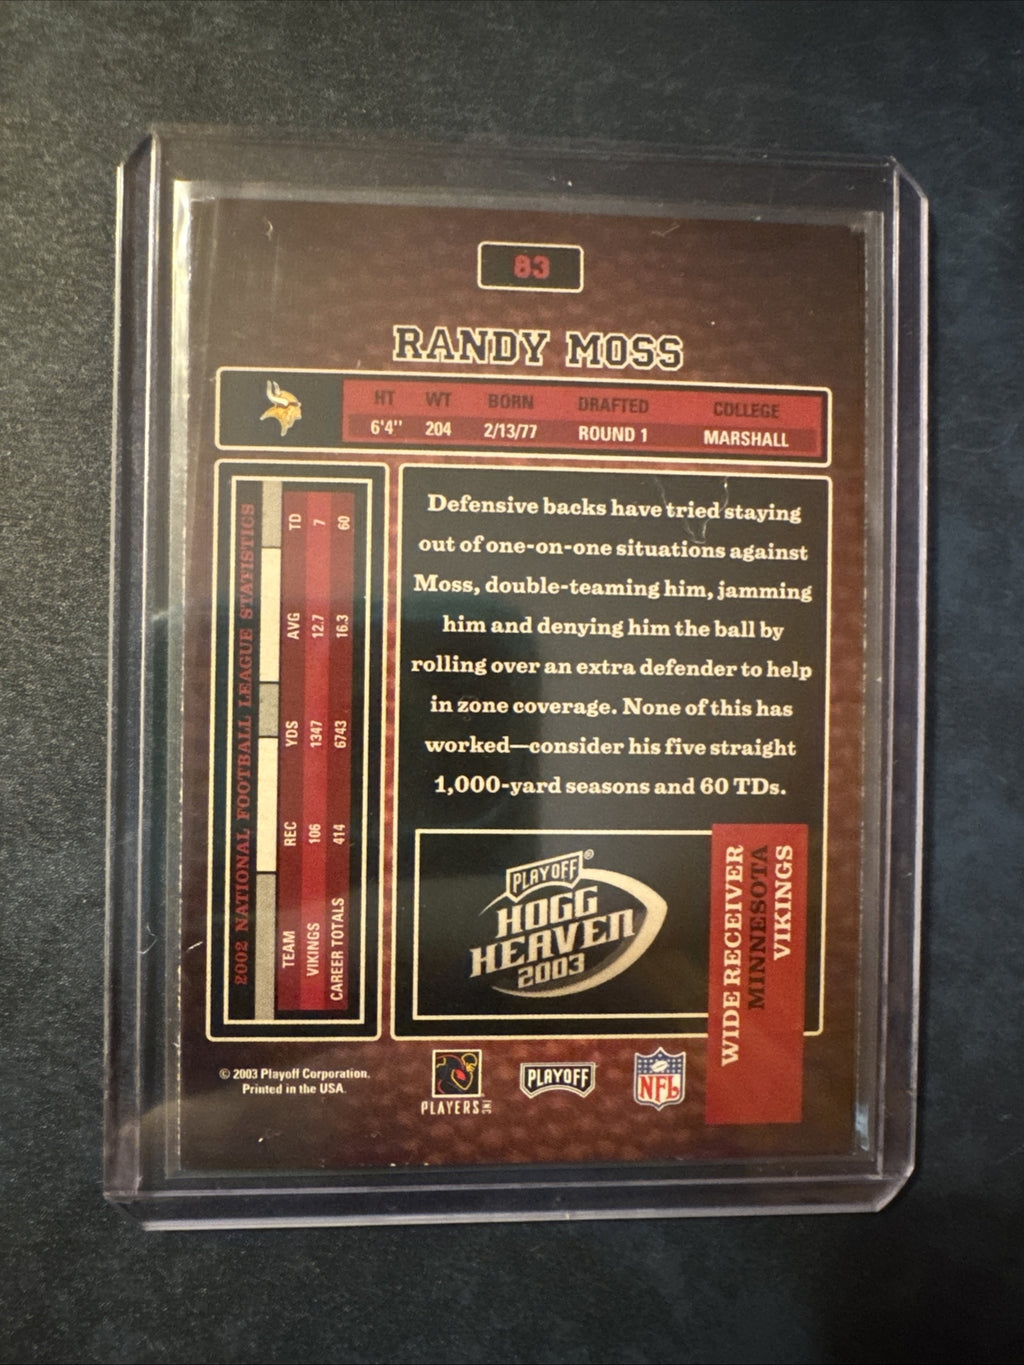 83
RANDY MOSS
HT WT BORN DRAFTED COLLEGE
6'4" 204 2/13/77 ROUND 1 MARSHALL
2002 NATIONAL FOOTBALL LEAGUE STATISTICS
TEAM REC YDS AVG TD
VIKINGS 106 1347 12.7 7
CAREER TOTALS 414 6743 16.3 60
Defensive backs have tried staying
out of one-on-one situations against
Moss, double-teaming him, jamming
him and denying him the ball by
rolling over an extra defender to help
in zone coverage. None of this has
worked—consider his five straight
1,000-yard seasons and 60 TDs.
PLAYOFF®
HOGG
HEAVEN
2003
WIDE RECEIVER
MINNESOTA
VIKINGS
© 2003 Playoff Corporation.
Printed in the USA.
PLAYERS INC
PLAYOFF
NFL